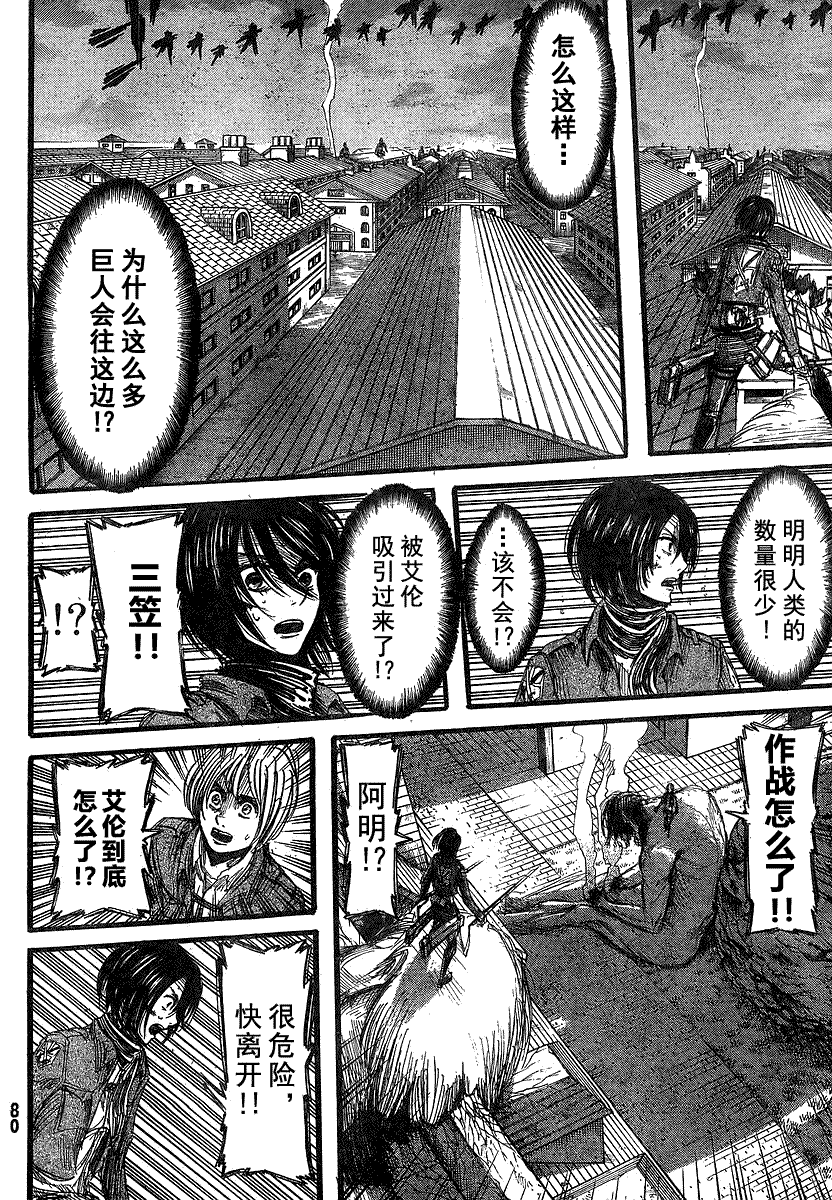 怎么这样…
为什么这么多
巨人会往这边!?
明明人类的
数量很少！
…该不会!?
被艾伦
吸引过来了!?
三笠!!
!?
作战怎么了!!
阿明!?
艾伦到底
怎么了!?
很危险，
快离开!!
80